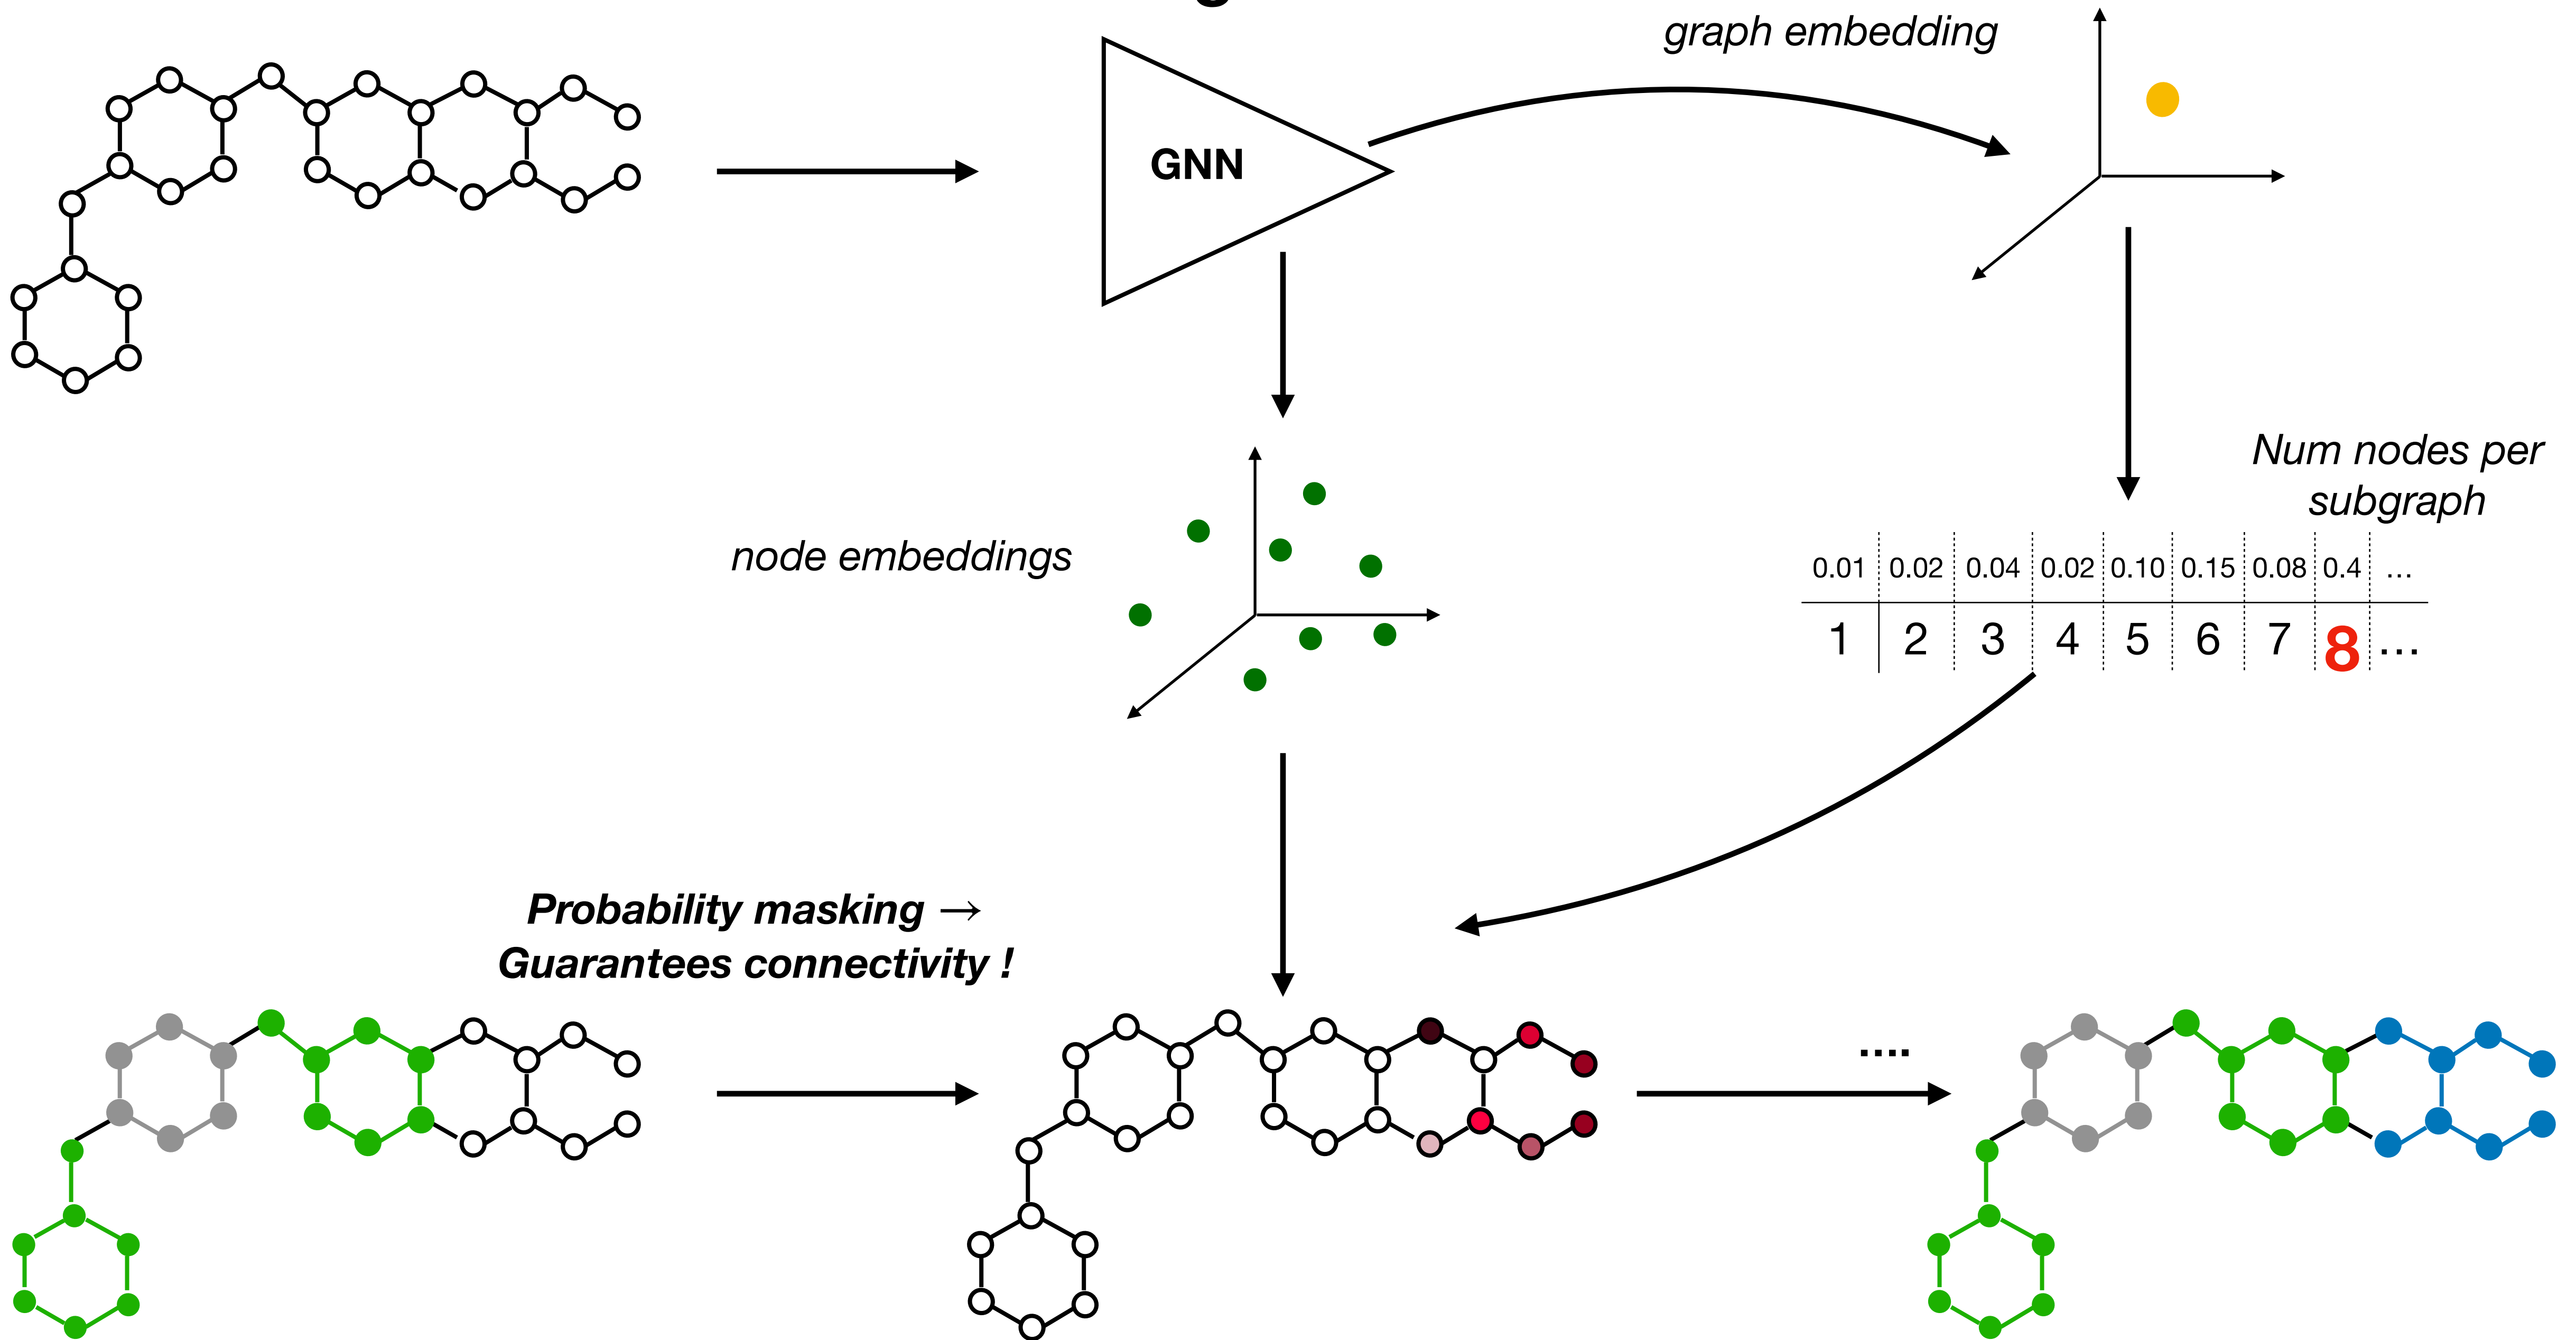 graph embedding
GNN
Num nodes per
subgraph
node embeddings
0.01 0.02 0.04 0.02 0.10 0.15 0.08 0.4 ...
1 2 3 4 5 6 7 8 ...
Probability masking →
Guarantees connectivity !
....